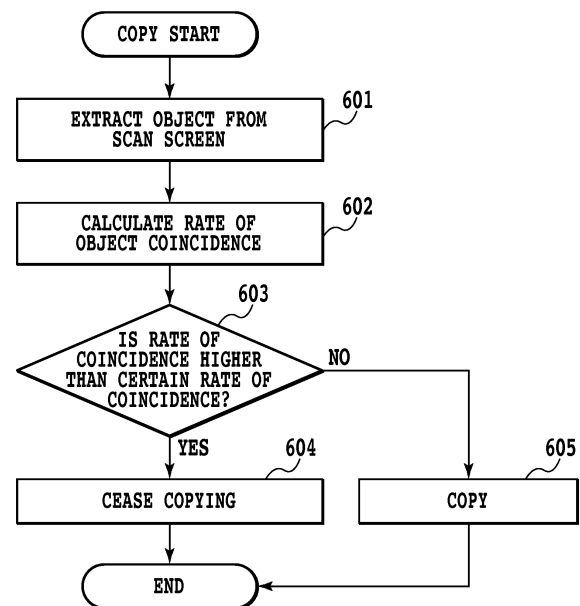 COPY START
601
EXTRACT OBJECT FROM
SCAN SCREEN
602
CALCULATE RATE OF
OBJECT COINCIDENCE
603
IS RATE OF
COINCIDENCE HIGHER
THAN CERTAIN RATE OF
COINCIDENCE?
NO
YES
604
CEASE COPYING
605
COPY
END